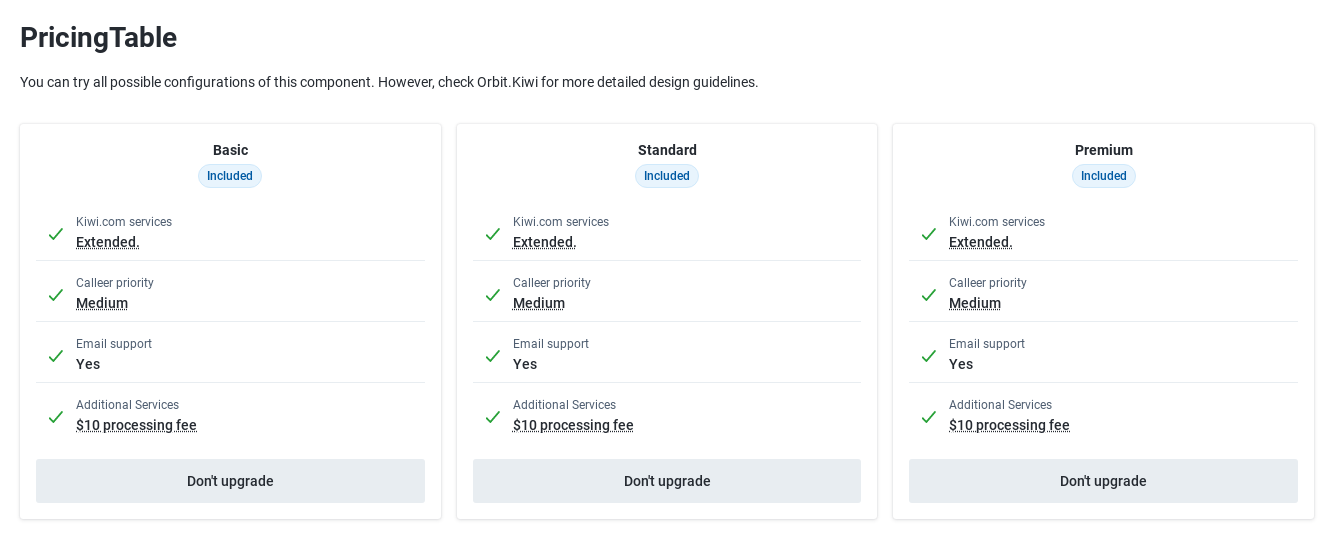 PricingTable
You can try all possible configurations of this component. However, check Orbit.Kiwi for more detailed design guidelines.
Basic
Included
Kiwi.com services
Extended.
Calleer priority
Medium
Email support
Yes
Additional Services
$10 processing fee
Don't upgrade
Standard
Included
Kiwi.com services
Extended.
Calleer priority
Medium
Email support
Yes
Additional Services
$10 processing fee
Don't upgrade
Premium
Included
Kiwi.com services
Extended.
Calleer priority
Medium
Email support
Yes
Additional Services
$10 processing fee
Don't upgrade